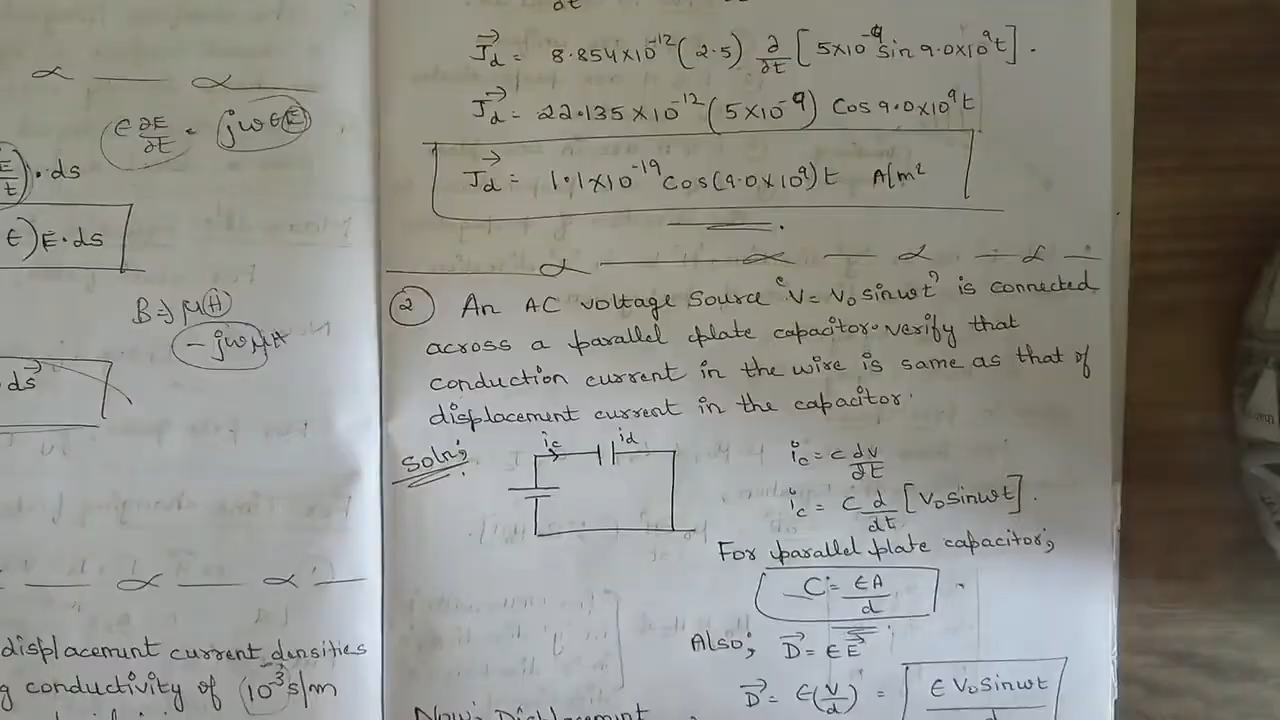 ∂t
J⃗d = 8.854×10⁻¹² (2.5) ∂/∂t [5×10⁻⁹ sin 9.0×10⁹t].
J⃗d = 22.135×10⁻¹² (5×10⁻⁹) Cos 9.0×10⁹t
J⃗d = 1.1×10⁻¹⁹ cos(9.0×10⁹)t A/m²
② An AC voltage source 'V= V₀ sinωt' is connected
across a parallel plate capacitor. verify that
conduction current in the wire is same as that of
displacement current in the capacitor.
Soln;
ic id
ic = c dv/dt
ic = C d/dt [V₀ sinωt].
For parallel plate capacitor;
C = ϵA/d
Also; D⃗ = ϵE⃗
D⃗ = ϵ(V/d) = ϵV₀ sinωt/d
Now; Displacement
ϵ ∂E/∂t = jωϵE
E/t).ds
ϵ)E.ds
B⇒ μH
-jωμH
ds⃗
displacement current densities
g conductivity of 10⁻³ s/m